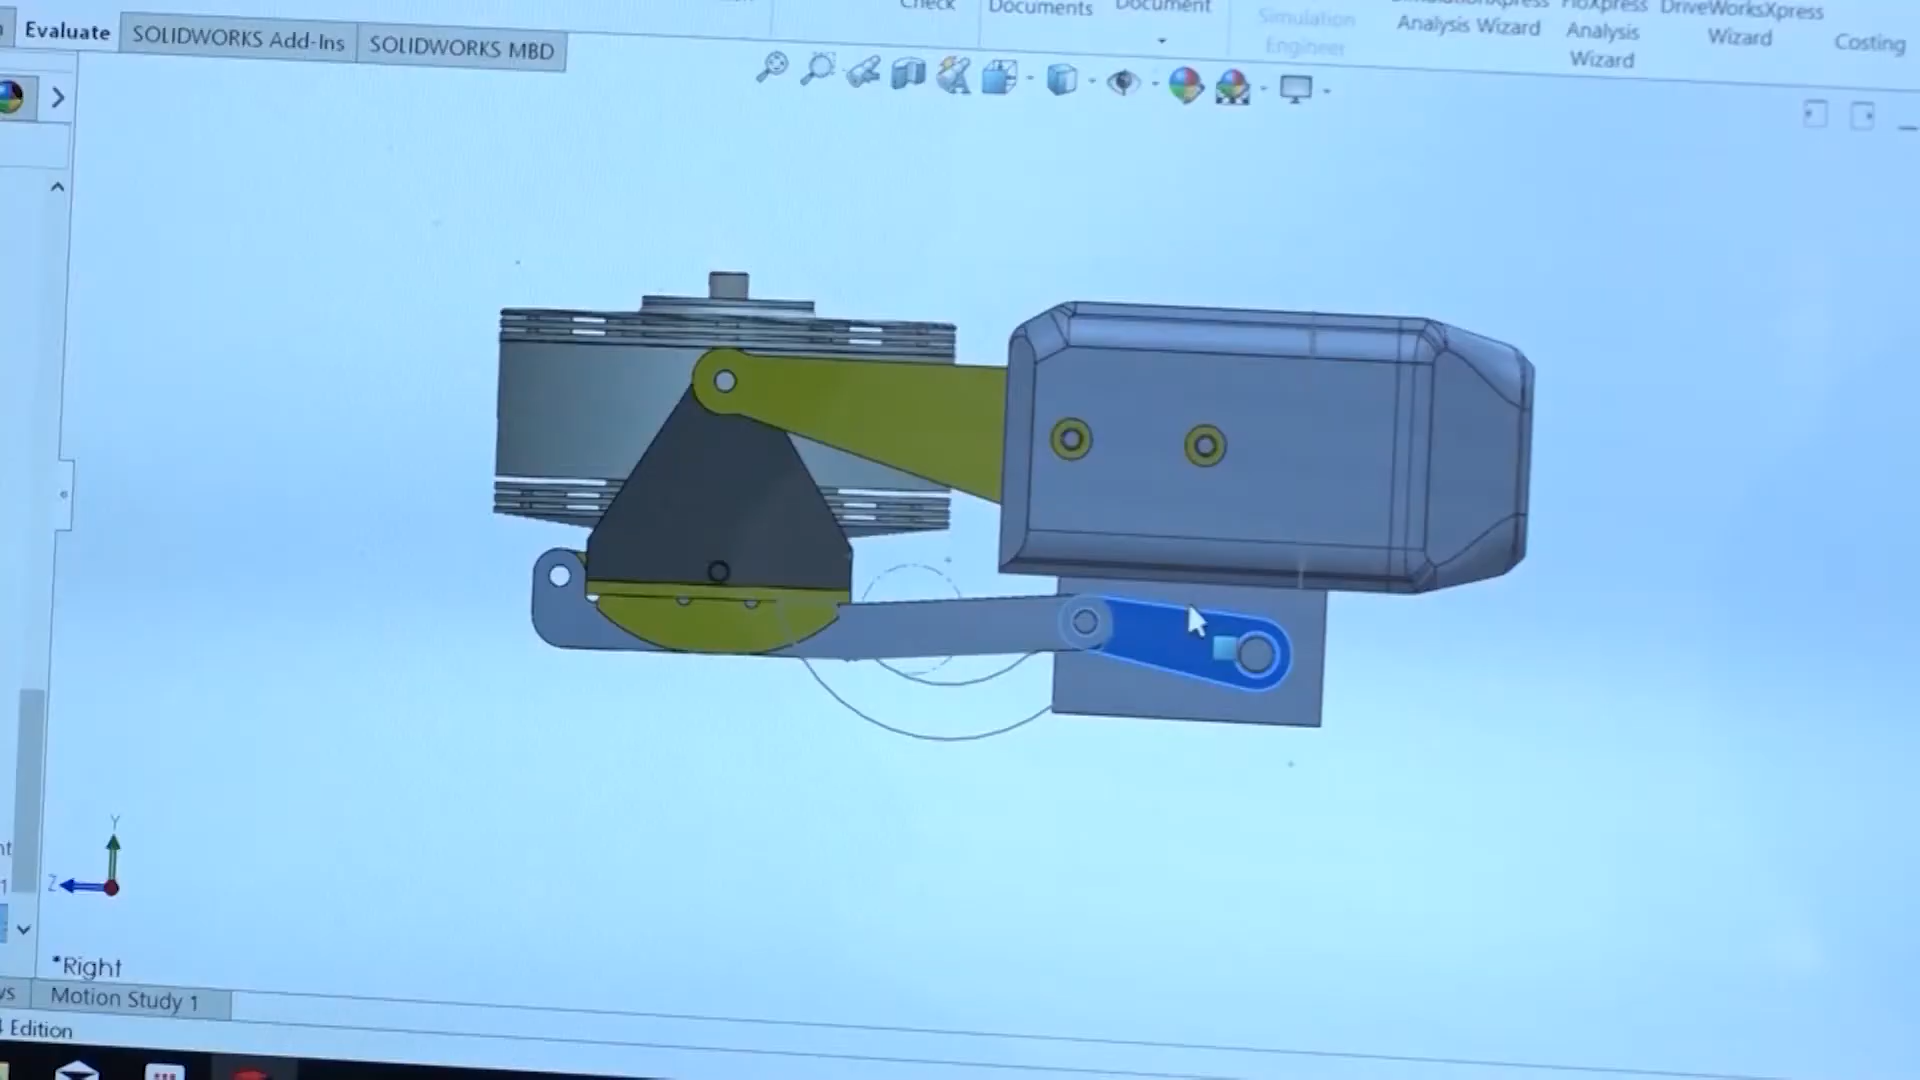 Evaluate
SOLIDWORKS Add-Ins
SOLIDWORKS MBD
Check
Documents
Document
Simulation
Engineer
Analysis Wizard
FloXpress
Analysis
Wizard
DriveWorksXpress
Wizard
Costing
Y
Z
*Right
Motion Study 1
Edition